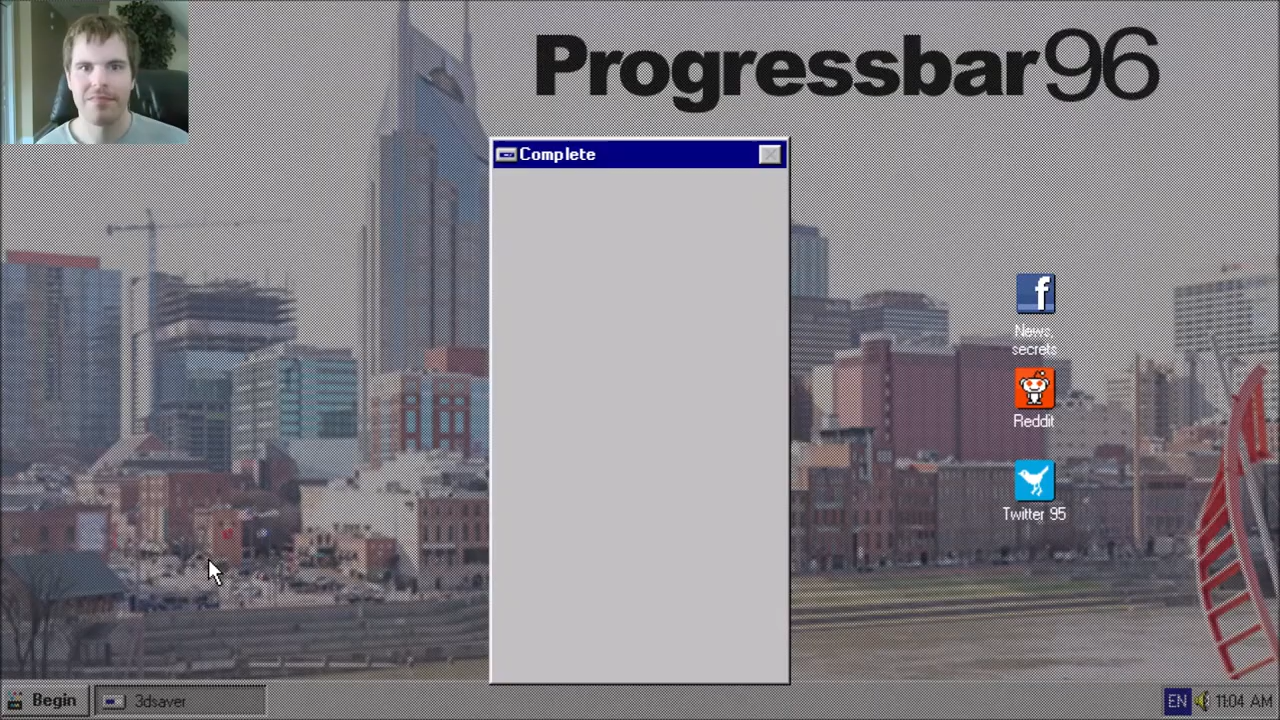 Progressbar96
Complete
News,
secrets
Reddit
Twitter 95
Begin
3dsaver
EN
11:04 AM